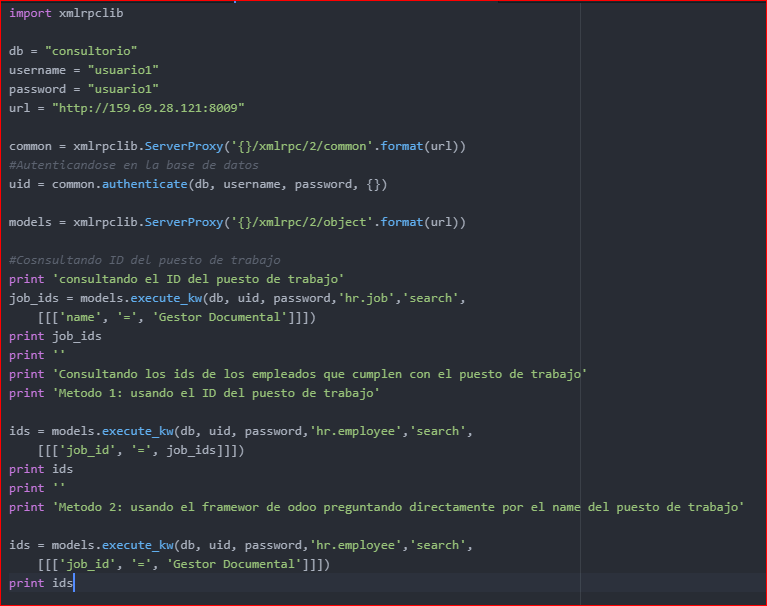 import xmlrpclib
db = "consultorio"
username = "usuario1"
password = "usuario1"
url = "http://159.69.28.121:8009"
common = xmlrpclib.ServerProxy('{}/xmlrpc/2/common'.format(url))
#Autenticandose en la base de datos
uid = common.authenticate(db, username, password, {})
models = xmlrpclib.ServerProxy('{}/xmlrpc/2/object'.format(url))
#Cosnsultando ID del puesto de trabajo
print 'consultando el ID del puesto de trabajo'
job_ids = models.execute_kw(db, uid, password,'hr.job','search',
    [[['name', '=', 'Gestor Documental']]])
print job_ids
print ''
print 'Consultando los ids de los empleados que cumplen con el puesto de trabajo'
print 'Metodo 1: usando el ID del puesto de trabajo'
ids = models.execute_kw(db, uid, password,'hr.employee','search',
    [[['job_id', '=', job_ids]]])
print ids
print ''
print 'Metodo 2: usando el framewor de odoo preguntando directamente por el name del puesto de trabajo'
ids = models.execute_kw(db, uid, password,'hr.employee','search',
    [[['job_id', '=', 'Gestor Documental']]])
print ids